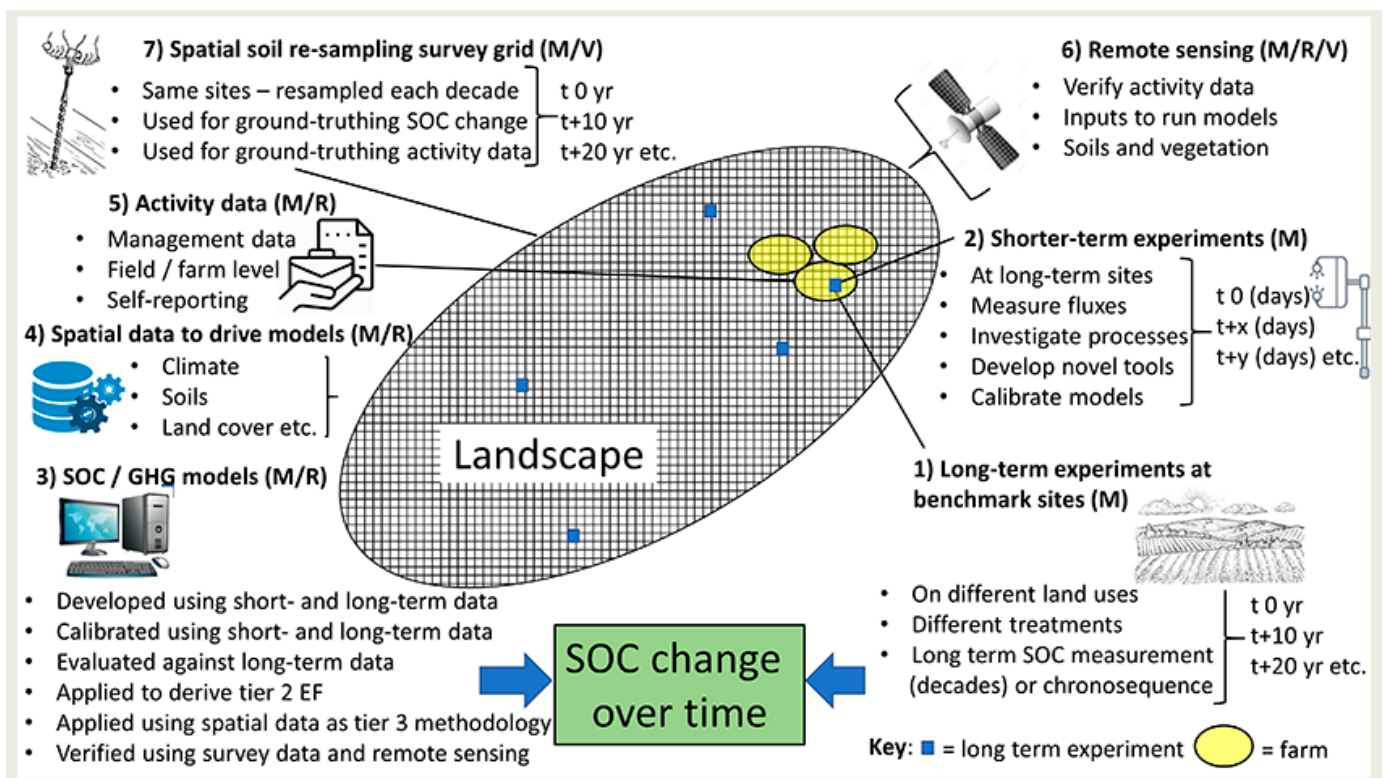 7) Spatial soil re-sampling survey grid (M/V)
• Same sites – resampled each decade
• Used for ground-truthing SOC change
• Used for ground-truthing activity data
t 0 yr
t+10 yr
t+20 yr etc.
6) Remote sensing (M/R/V)
• Verify activity data
• Inputs to run models
• Soils and vegetation
5) Activity data (M/R)
• Management data
• Field / farm level
• Self-reporting
2) Shorter-term experiments (M)
• At long-term sites
• Measure fluxes
• Investigate processes
• Develop novel tools
• Calibrate models
t 0 (days)
t+x (days)
t+y (days) etc.
4) Spatial data to drive models (M/R)
• Climate
• Soils
• Land cover etc.
Landscape
3) SOC / GHG models (M/R)
• Developed using short- and long-term data
• Calibrated using short- and long-term data
• Evaluated against long-term data
• Applied to derive tier 2 EF
• Applied using spatial data as tier 3 methodology
• Verified using survey data and remote sensing
1) Long-term experiments at
benchmark sites (M)
• On different land uses
• Different treatments
• Long term SOC measurement
(decades) or chronosequence
t 0 yr
t+10 yr
t+20 yr etc.
SOC change
over time
Key: = long term experiment = farm